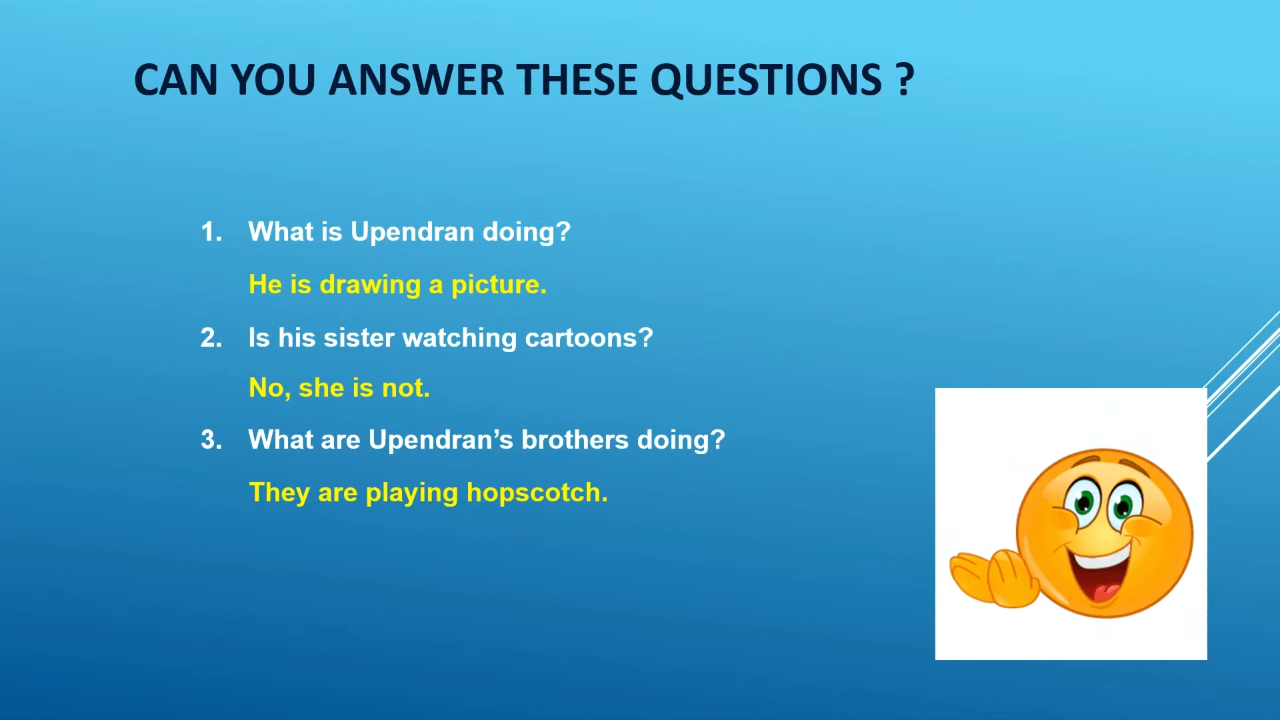 CAN YOU ANSWER THESE QUESTIONS ?
1. What is Upendran doing?
He is drawing a picture.
2. Is his sister watching cartoons?
No, she is not.
3. What are Upendran’s brothers doing?
They are playing hopscotch.